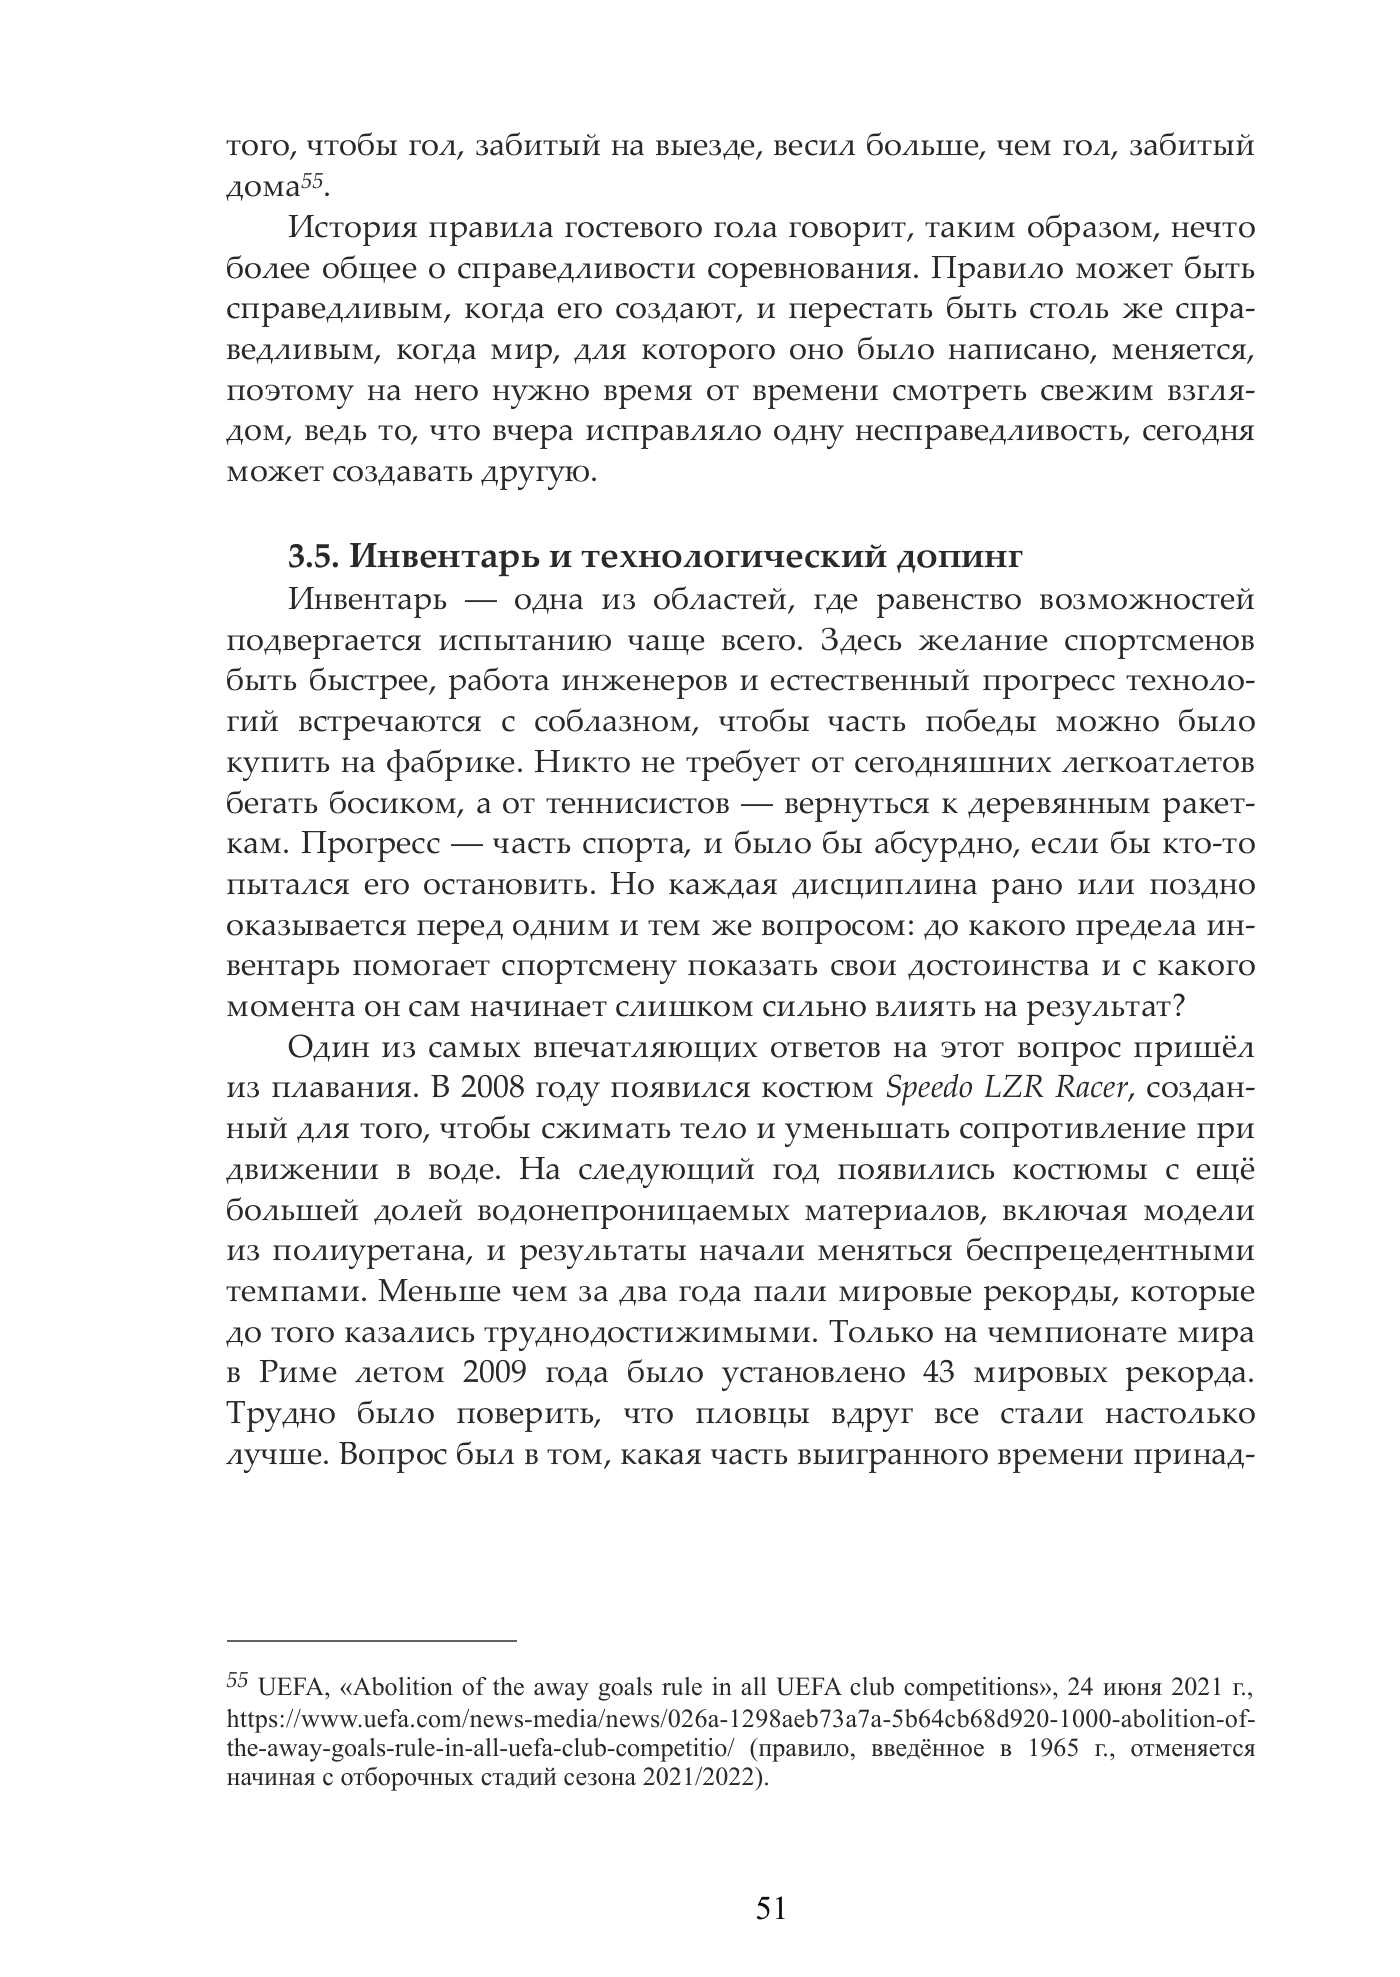 того, чтобы гол, забитый на выезде, весил больше, чем гол, забитый
дома55.
История правила гостевого гола говорит, таким образом, нечто
более общее о справедливости соревнования. Правило может быть
справедливым, когда его создают, и перестать быть столь же спра-
ведливым, когда мир, для которого оно было написано, меняется,
поэтому на него нужно время от времени смотреть свежим взгля-
дом, ведь то, что вчера исправляло одну несправедливость, сегодня
может создавать другую.
3.5. Инвентарь и технологический допинг
Инвентарь — одна из областей, где равенство возможностей
подвергается испытанию чаще всего. Здесь желание спортсменов
быть быстрее, работа инженеров и естественный прогресс техноло-
гий встречаются с соблазном, чтобы часть победы можно было
купить на фабрике. Никто не требует от сегодняшних легкоатлетов
бегать босиком, а от теннисистов — вернуться к деревянным ракет-
кам. Прогресс — часть спорта, и было бы абсурдно, если бы кто-то
пытался его остановить. Но каждая дисциплина рано или поздно
оказывается перед одним и тем же вопросом: до какого предела ин-
вентарь помогает спортсмену показать свои достоинства и с какого
момента он сам начинает слишком сильно влиять на результат?
Один из самых впечатляющих ответов на этот вопрос пришёл
из плавания. В 2008 году появился костюм Speedo LZR Racer, создан-
ный для того, чтобы сжимать тело и уменьшать сопротивление при
движении в воде. На следующий год появились костюмы с ещё
большей долей водонепроницаемых материалов, включая модели
из полиуретана, и результаты начали меняться беспрецедентными
темпами. Меньше чем за два года пали мировые рекорды, которые
до того казались труднодостижимыми. Только на чемпионате мира
в Риме летом 2009 года было установлено 43 мировых рекорда.
Трудно было поверить, что пловцы вдруг все стали настолько
лучше. Вопрос был в том, какая часть выигранного времени принад-
55 UEFA, «Abolition of the away goals rule in all UEFA club competitions», 24 июня 2021 г.,
https://www.uefa.com/news-media/news/026a-1298aeb73a7a-5b64cb68d920-1000-abolition-of-
the-away-goals-rule-in-all-uefa-club-competitio/ (правило, введённое в 1965 г., отменяется
начиная с отборочных стадий сезона 2021/2022).
51